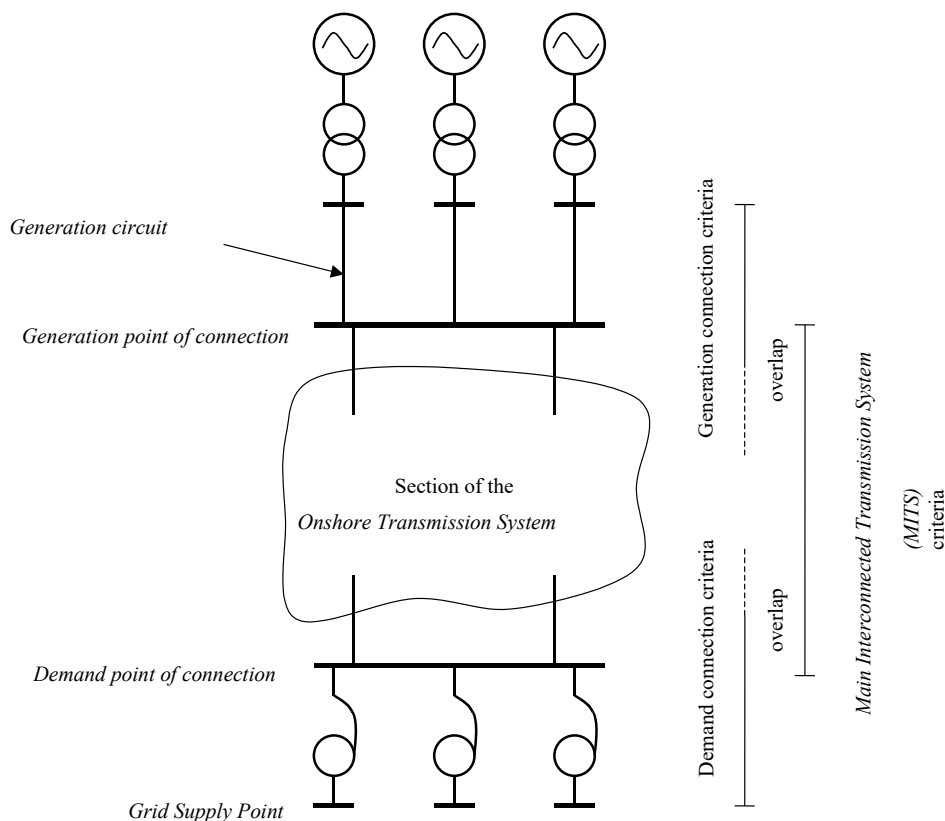 Generation circuit
Generation point of connection
Section of the
Onshore Transmission System
Demand point of connection
Grid Supply Point
Generation connection criteria
overlap
Demand connection criteria
overlap
Main Interconnected Transmission System
(MITS)
criteria